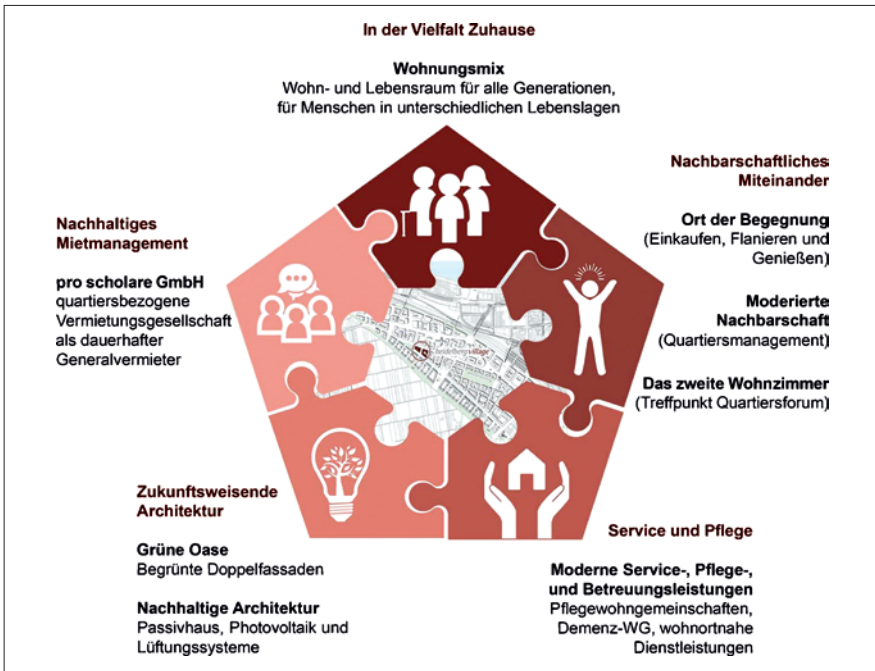 In der Vielfalt Zuhause
Wohnungsmix
Wohn- und Lebensraum für alle Generationen,
für Menschen in unterschiedlichen Lebenslagen
Nachbarschaftliches
Miteinander
Ort der Begegnung
(Einkaufen, Flanieren und
Genießen)
Moderierte
Nachbarschaft
(Quartiersmanagement)
Das zweite Wohnzimmer
(Treffpunkt Quartiersforum)
Service und Pflege
Moderne Service-, Pflege-,
und Betreuungsleistungen
Pflegewohngemeinschaften,
Demenz-WG, wohnortnahe
Dienstleistungen
Zukunftsweisende
Architektur
Grüne Oase
Begrünte Doppelfassaden
Nachhaltige Architektur
Passivhaus, Photovoltaik und
Lüftungssysteme
Nachhaltiges
Mietmanagement
pro scholare GmbH
quartiersbezogene
Vermietungsgesellschaft
als dauerhafter
Generalvermieter
heidelberg village